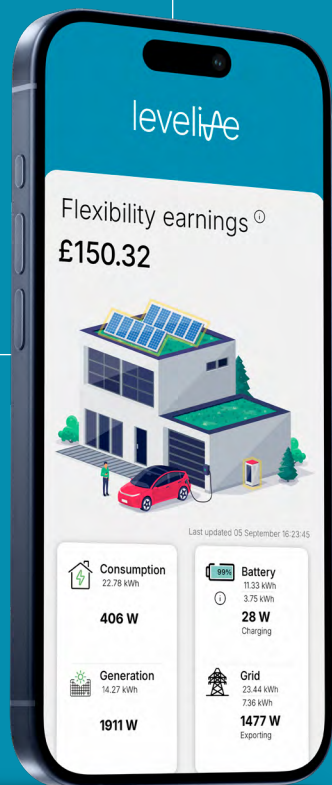 levelise
Flexibility earnings ⓘ
£150.32
Last updated 05 September 16:23:45
Consumption
22.78 kWh
406 W
99%
Battery
11.33 kWh
ⓘ
3.75 kWh
28 W
Charging
Generation
14.27 kWh
1911 W
Grid
23.44 kWh
7.36 kWh
1477 W
Exporting